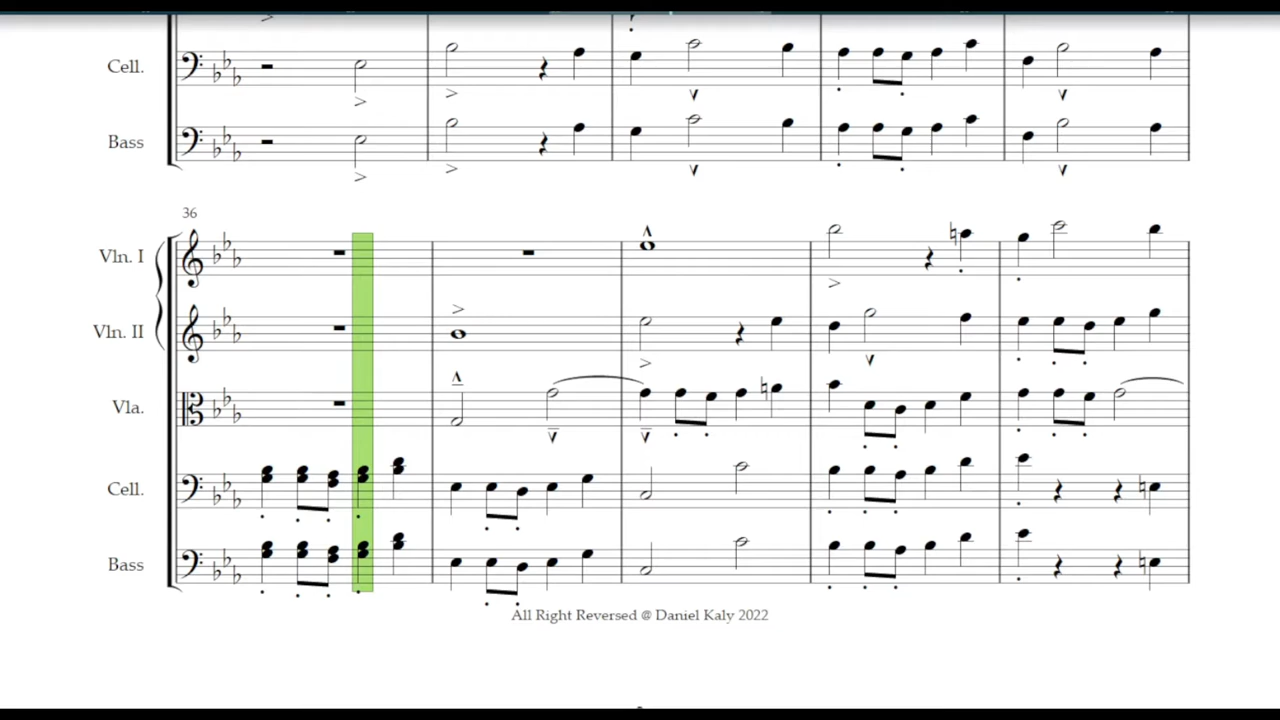 Cell.
Bass
36
Vln. I
Vln. II
Vla.
Cell.
Bass
All Right Reversed @ Daniel Kaly 2022